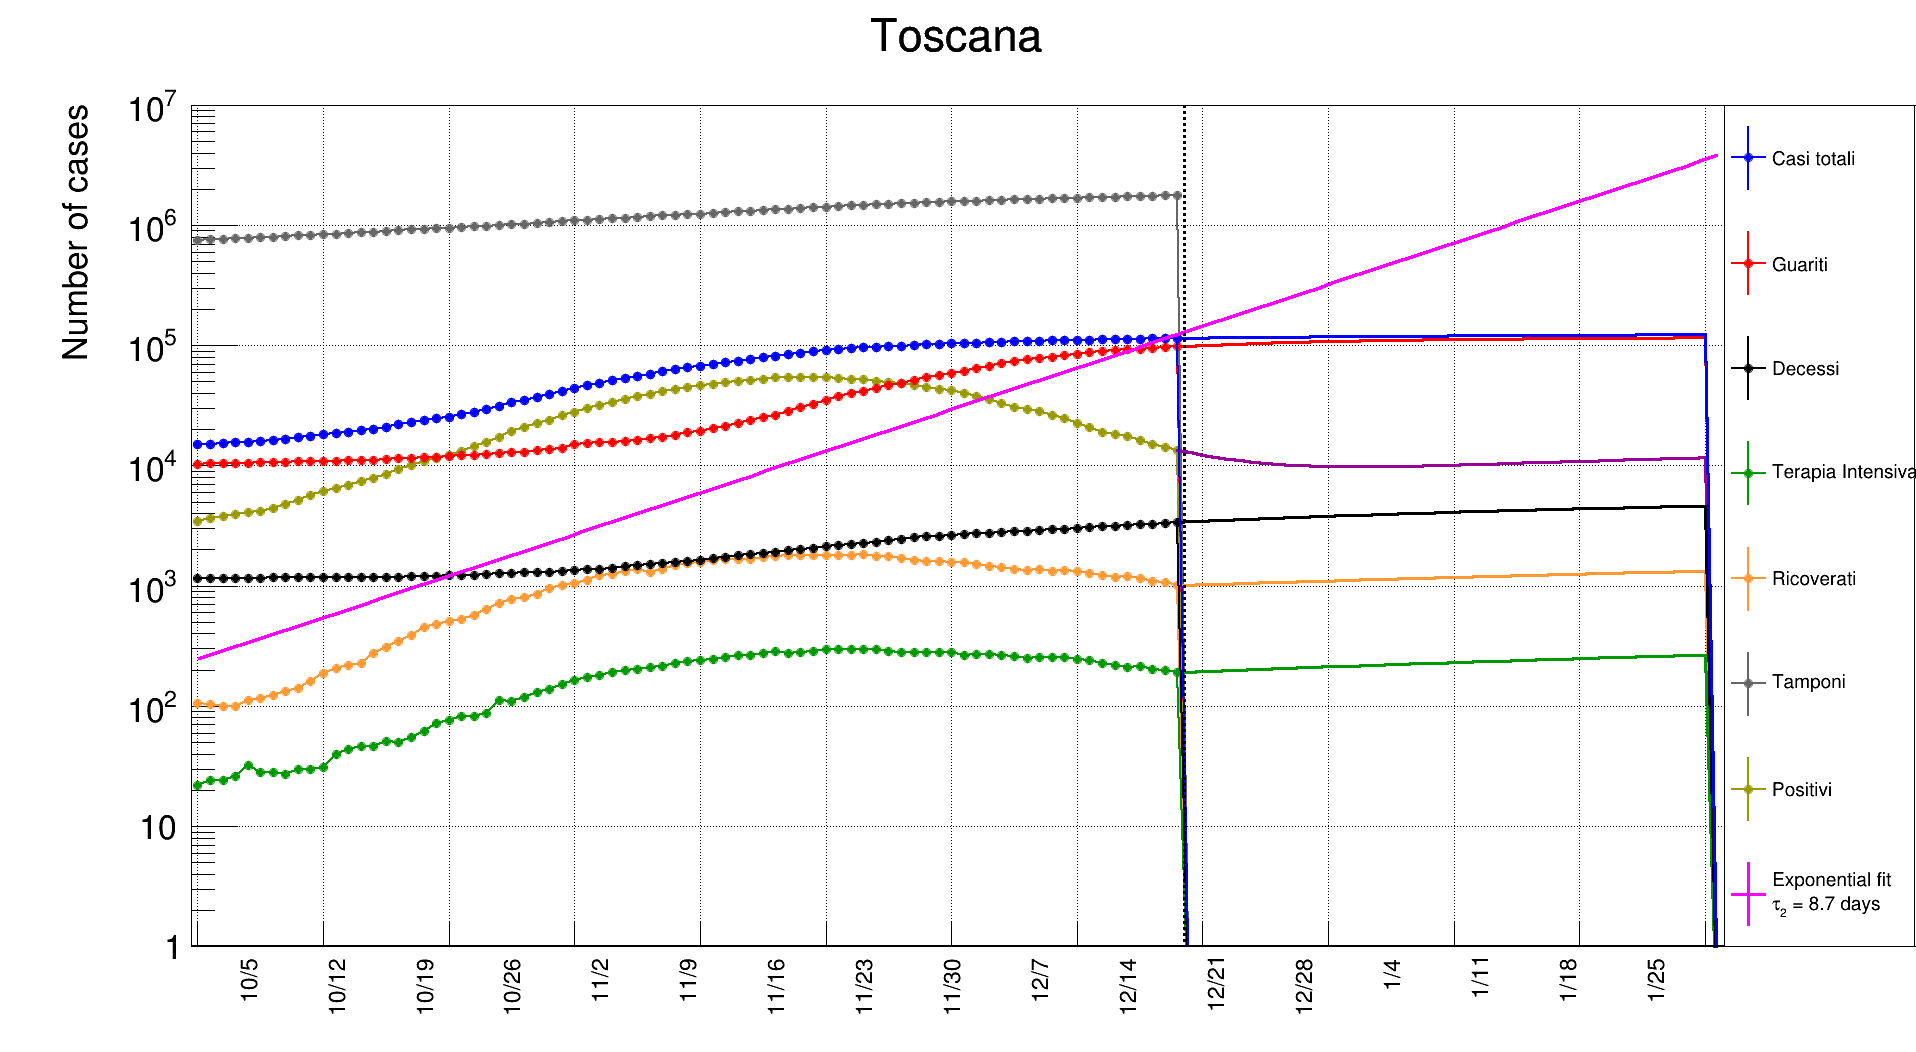 Toscana
Number of cases
10^7
10^6
10^5
10^4
10^3
10^2
10
1
10/5
10/12
10/19
10/26
11/2
11/9
11/16
11/23
11/30
12/7
12/14
12/21
12/28
1/4
1/11
1/18
1/25
Casi totali
Guariti
Decessi
Terapia Intensiva
Ricoverati
Tamponi
Positivi
Exponential fit
τ₂ = 8.7 days